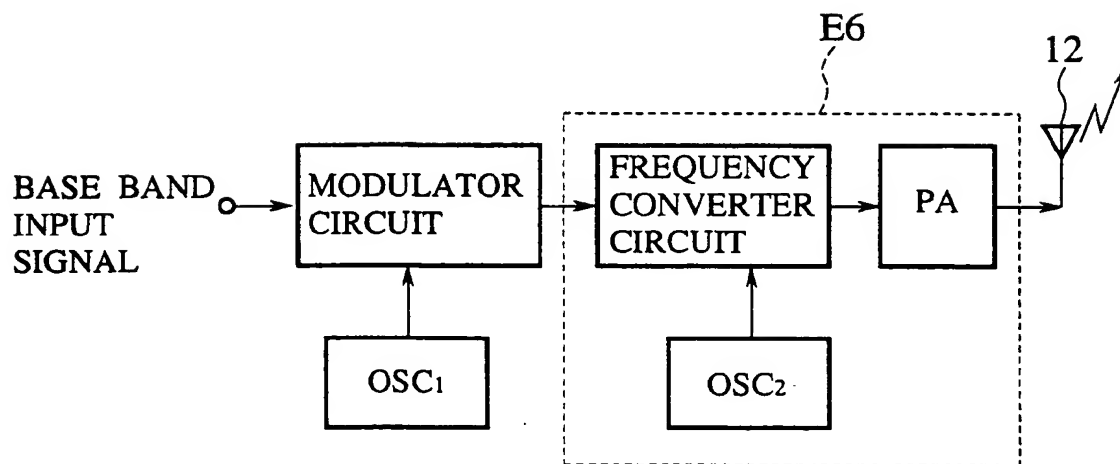 E6
12
BASE BAND
INPUT
SIGNAL
MODULATOR
CIRCUIT
FREQUENCY
CONVERTER
CIRCUIT
PA
OSC1
OSC2